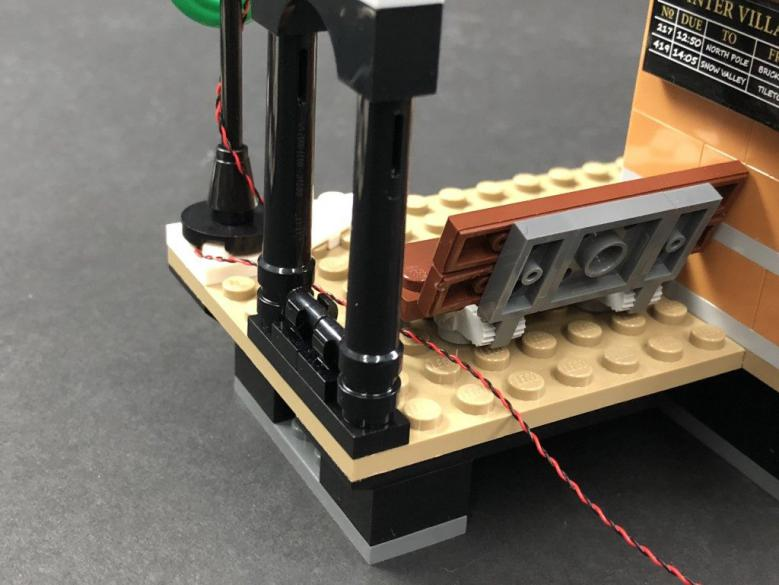 NTER VILLA
Nº DUE TO F
217 12:50 NORTH POLE BRICK
419 14:05 SNOW VALLEY TILETO